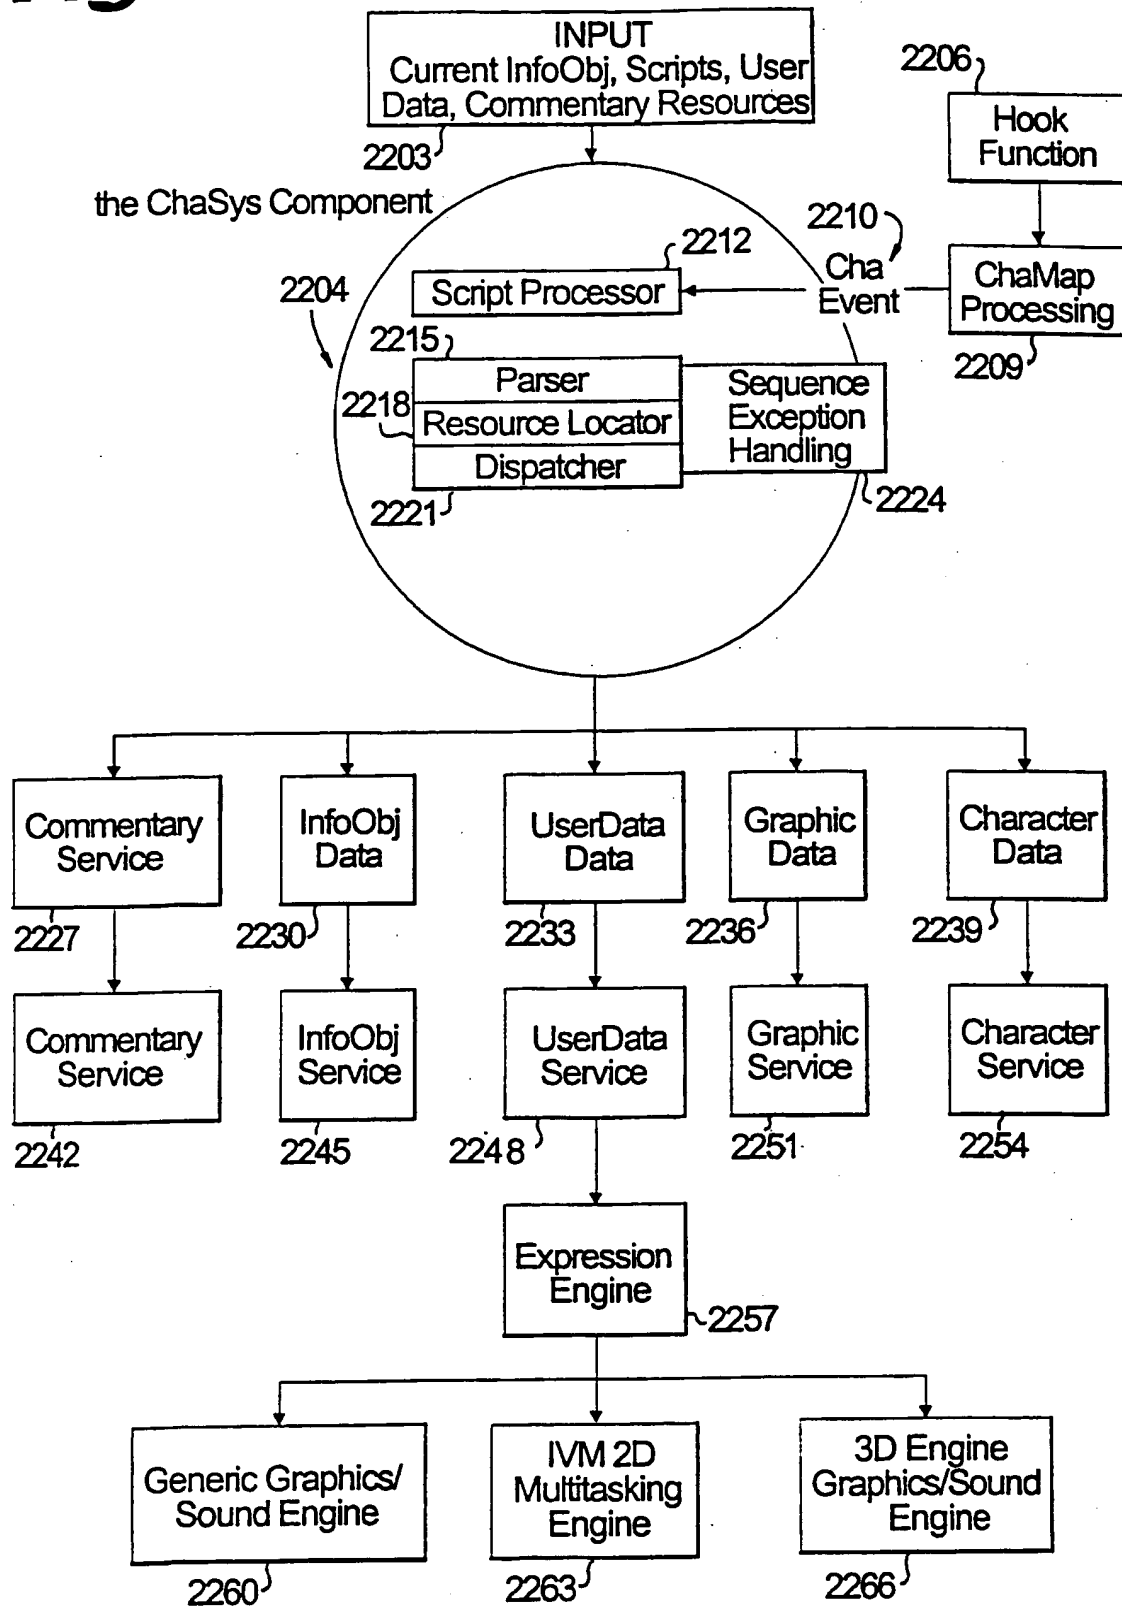 INPUT
Current InfoObj, Scripts, User
Data, Commentary Resources
2203
2206
Hook
Function
the ChaSys Component
2210
2212
Cha
Event
ChaMap
Processing
2209
2204
Script Processor
2215
Parser
2218
Resource Locator
Dispatcher
2221
Sequence
Exception
Handling
2224
Commentary
Service
2227
InfoObj
Data
2230
UserData
Data
2233
Graphic
Data
2236
Character
Data
2239
Commentary
Service
2242
InfoObj
Service
2245
UserData
Service
2248
Graphic
Service
2251
Character
Service
2254
Expression
Engine
2257
Generic Graphics/
Sound Engine
2260
IVM 2D
Multitasking
Engine
2263
3D Engine
Graphics/Sound
Engine
2266